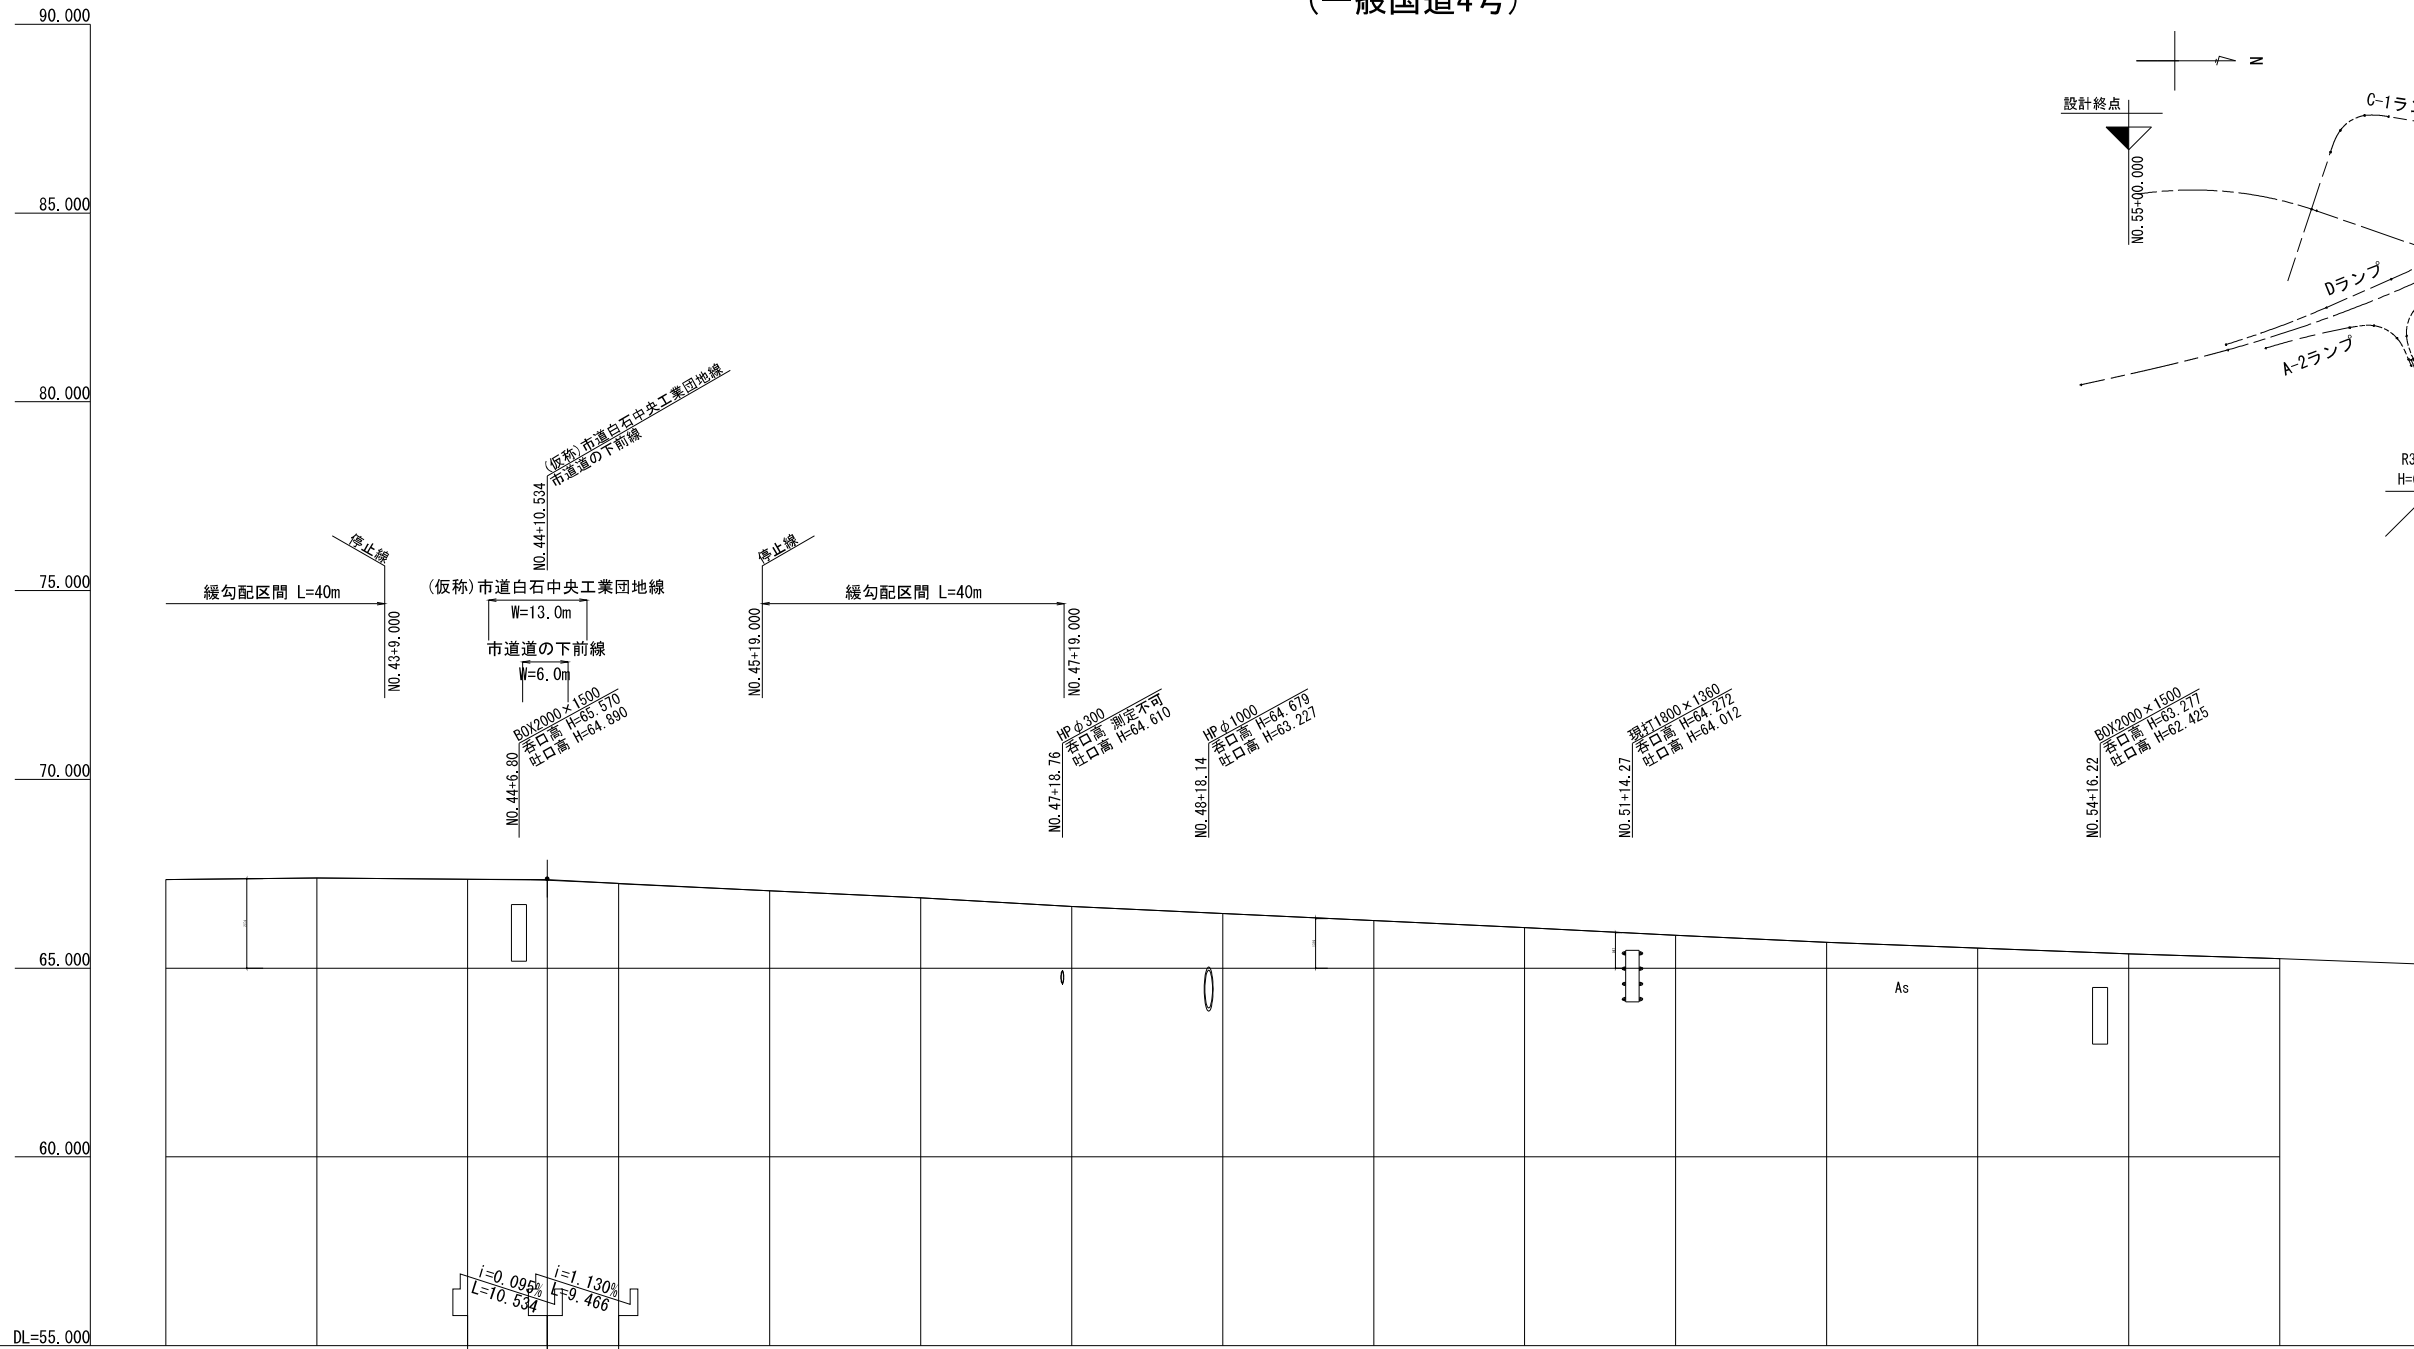 (一般国道4号)
90.000
85.000
80.000
75.000
70.000
65.000
60.000
DL=55.000
N
設計終点
NO.55+00.000
Dランプ
A-2ランプ
(仮称)市道白石中央工業団地線
市道道の下前線
NO.44+10.534
停止線
緩勾配区間 L=40m
NO.43+9.000
(仮称)市道白石中央工業団地線
W=13.0m
市道道の下前線
W=6.0m
停止線
緩勾配区間 L=40m
NO.45+19.000
NO.47+19.000
BOX2000×1500
呑口高 H=65.570
吐口高 H=64.890
NO.44+6.80
HPφ300
呑口高 測定不可
吐口高 H=64.610
NO.47+18.76
HPφ1000
呑口高 H=64.679
吐口高 H=63.227
NO.48+18.14
現打1800×1360
呑口高 H=64.272
吐口高 H=64.012
NO.51+14.27
BOX2000×1500
呑口高 H=63.277
吐口高 H=62.425
NO.54+16.22
As
i=0.095%
L=10.534
i=1.130%
L=9.466